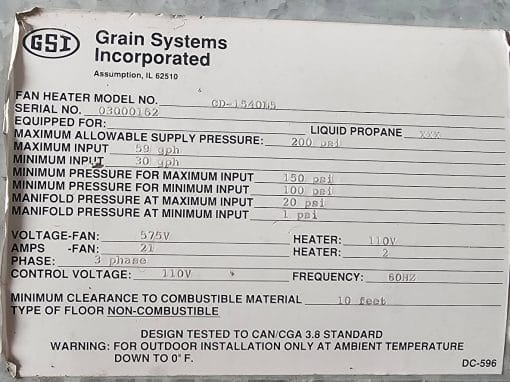 GSI Grain Systems
Incorporated
Assumption, IL 62510
FAN HEATER MODEL NO. CD-1540L5
SERIAL NO. 03000162
EQUIPPED FOR: LIQUID PROPANE xxx
MAXIMUM ALLOWABLE SUPPLY PRESSURE: 200 psi
MAXIMUM INPUT 59 gph
MINIMUM INPUT 30 gph
MINIMUM PRESSURE FOR MAXIMUM INPUT 150 psi
MINIMUM PRESSURE FOR MINIMUM INPUT 100 psi
MANIFOLD PRESSURE AT MAXIMUM INPUT 20 psi
MANIFOLD PRESSURE AT MINIMUM INPUT 1 psi
VOLTAGE-FAN: 575V HEATER: 110V
AMPS -FAN: 21 HEATER: 2
PHASE: 3 phase
CONTROL VOLTAGE: 110V FREQUENCY: 60HZ
MINIMUM CLEARANCE TO COMBUSTIBLE MATERIAL 10 feet
TYPE OF FLOOR NON-COMBUSTIBLE
DESIGN TESTED TO CAN/CGA 3.8 STANDARD
WARNING: FOR OUTDOOR INSTALLATION ONLY AT AMBIENT TEMPERATURE
DOWN TO 0° F.
DC-596